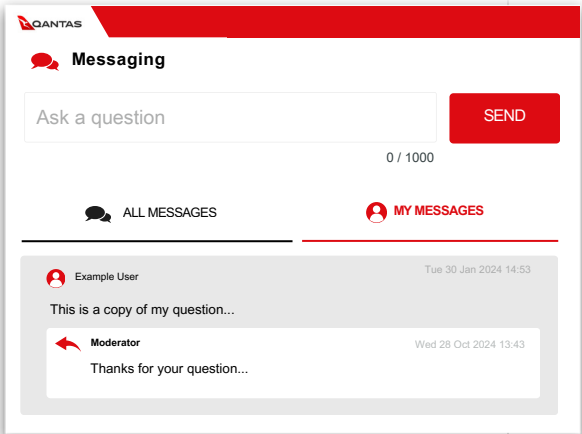 QANTAS
Messaging
Ask a question
SEND
0 / 1000
ALL MESSAGES
MY MESSAGES
Example User
Tue 30 Jan 2024 14:53
This is a copy of my question...
Moderator
Wed 28 Oct 2024 13:43
Thanks for your question...